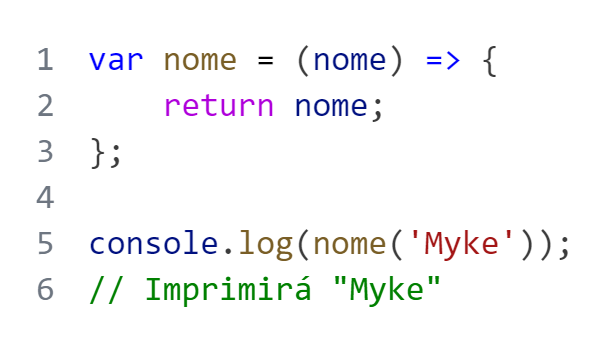 1 var nome = (nome) => {
2     return nome;
3 };
4
5 console.log(nome('Myke'));
6 // Imprimirá "Myke"